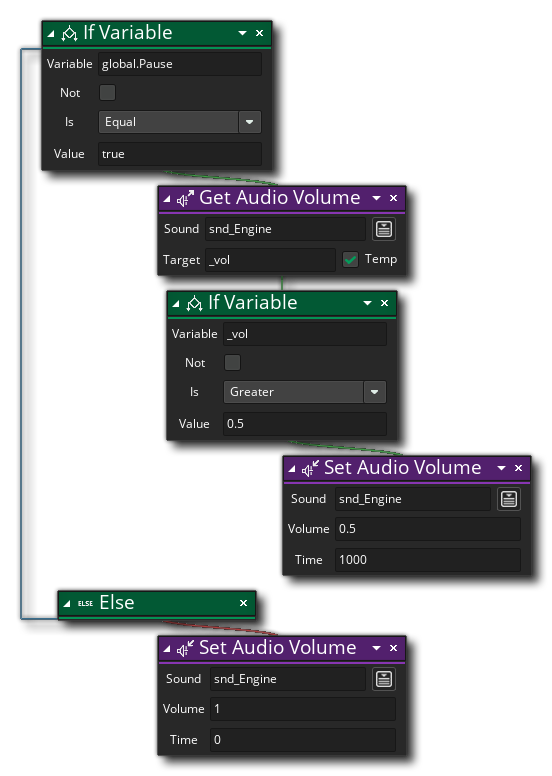 If Variable
Variable global.Pause
Not
Is Equal
Value true
Get Audio Volume
Sound snd_Engine
Target _vol Temp
If Variable
Variable _vol
Not
Is Greater
Value 0.5
Set Audio Volume
Sound snd_Engine
Volume 0.5
Time 1000
ELSE Else
Set Audio Volume
Sound snd_Engine
Volume 1
Time 0